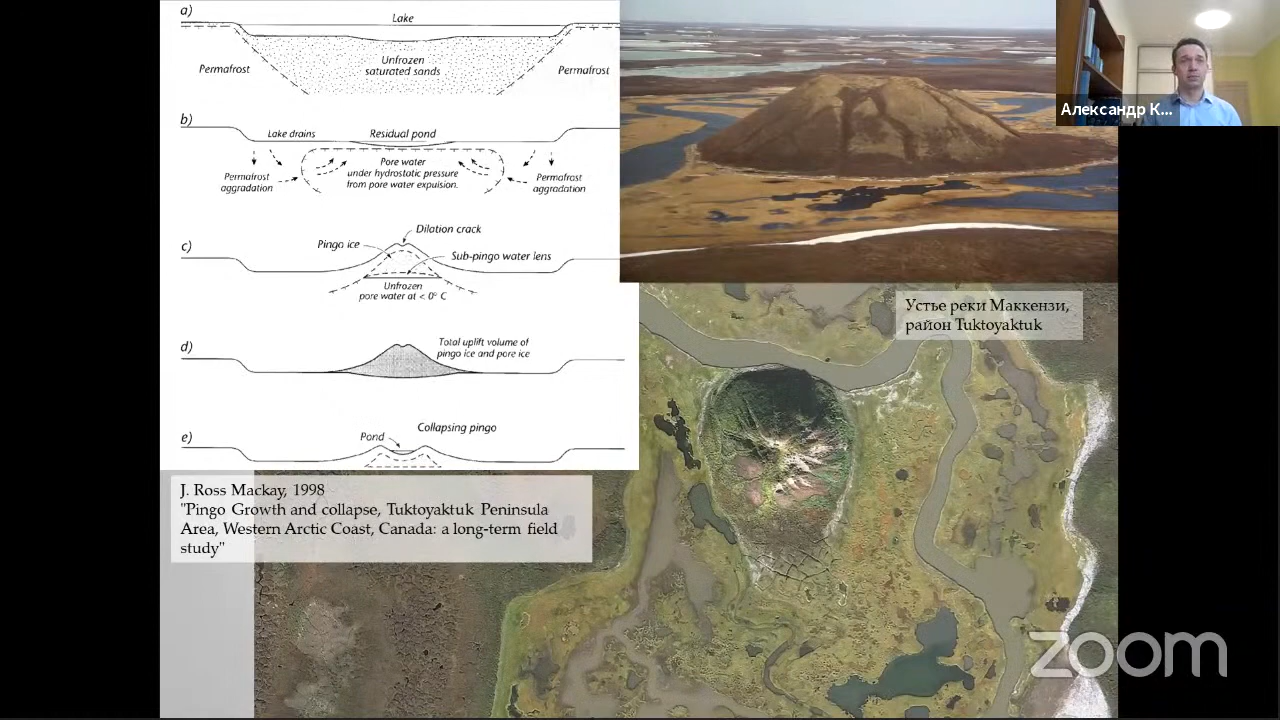 a)
Lake
Permafrost
Unfrozen
saturated sands
Permafrost
b)
Lake drains
Residual pond
Permafrost
aggradation
Pore water
under hydrostatic pressure
from pore water expulsion.
Permafrost
aggradation
c)
Dilation crack
Pingo ice
Sub-pingo water lens
Unfrozen
pore water at < 0° C
d)
Total uplift volume of
pingo ice and pore ice
e)
Collapsing pingo
Pond
J. Ross Mackay, 1998
"Pingo Growth and collapse, Tuktoyaktuk Peninsula
Area, Western Arctic Coast, Canada: a long-term field
study"
Устье реки Маккензи,
район Tuktoyaktuk
Александр К...
zoom